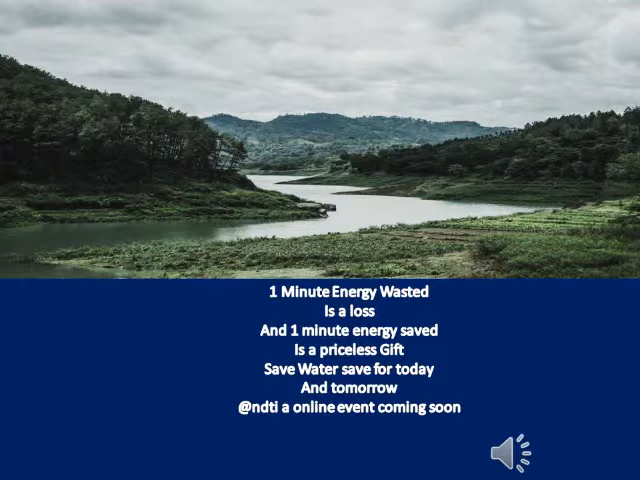 1 Minute Energy Wasted
Is a loss
And 1 minute energy saved
Is a priceless Gift
Save Water save for today
And tomorrow
@ndti a online event coming soon